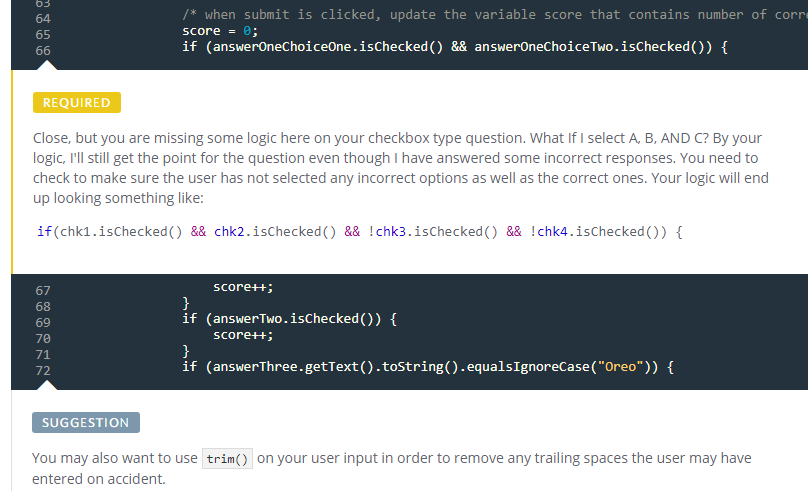 63
64 /* when submit is clicked, update the variable score that contains number of
65 score = 0;
66 if (answerOneChoiceOne.isChecked() && answerOneChoiceTwo.isChecked()) {
REQUIRED
Close, but you are missing some logic here on your checkbox type question. What If I select A, B, AND C? By your
logic, I'll still get the point for the question even though I have answered some incorrect responses. You need to
check to make sure the user has not selected any incorrect options as well as the correct ones. Your logic will end
up looking something like:
if(chk1.isChecked() && chk2.isChecked() && !chk3.isChecked() && !chk4.isChecked()) {
67 score++;
68 }
69 if (answerTwo.isChecked()) {
70 score++;
71 }
72 if (answerThree.getText().toString().equalsIgnoreCase("Oreo")) {
SUGGESTION
You may also want to use trim() on your user input in order to remove any trailing spaces the user may have
entered on accident.